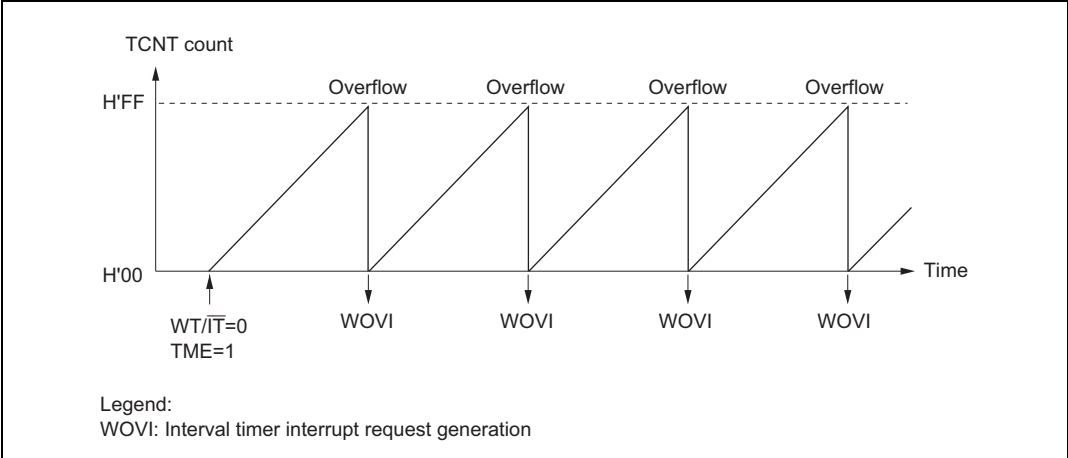 TCNT count
Overflow Overflow Overflow Overflow
H'FF
H'00
Time
WOVI WOVI WOVI WOVI
WT/I̅T̅=0
TME=1
Legend:
WOVI: Interval timer interrupt request generation